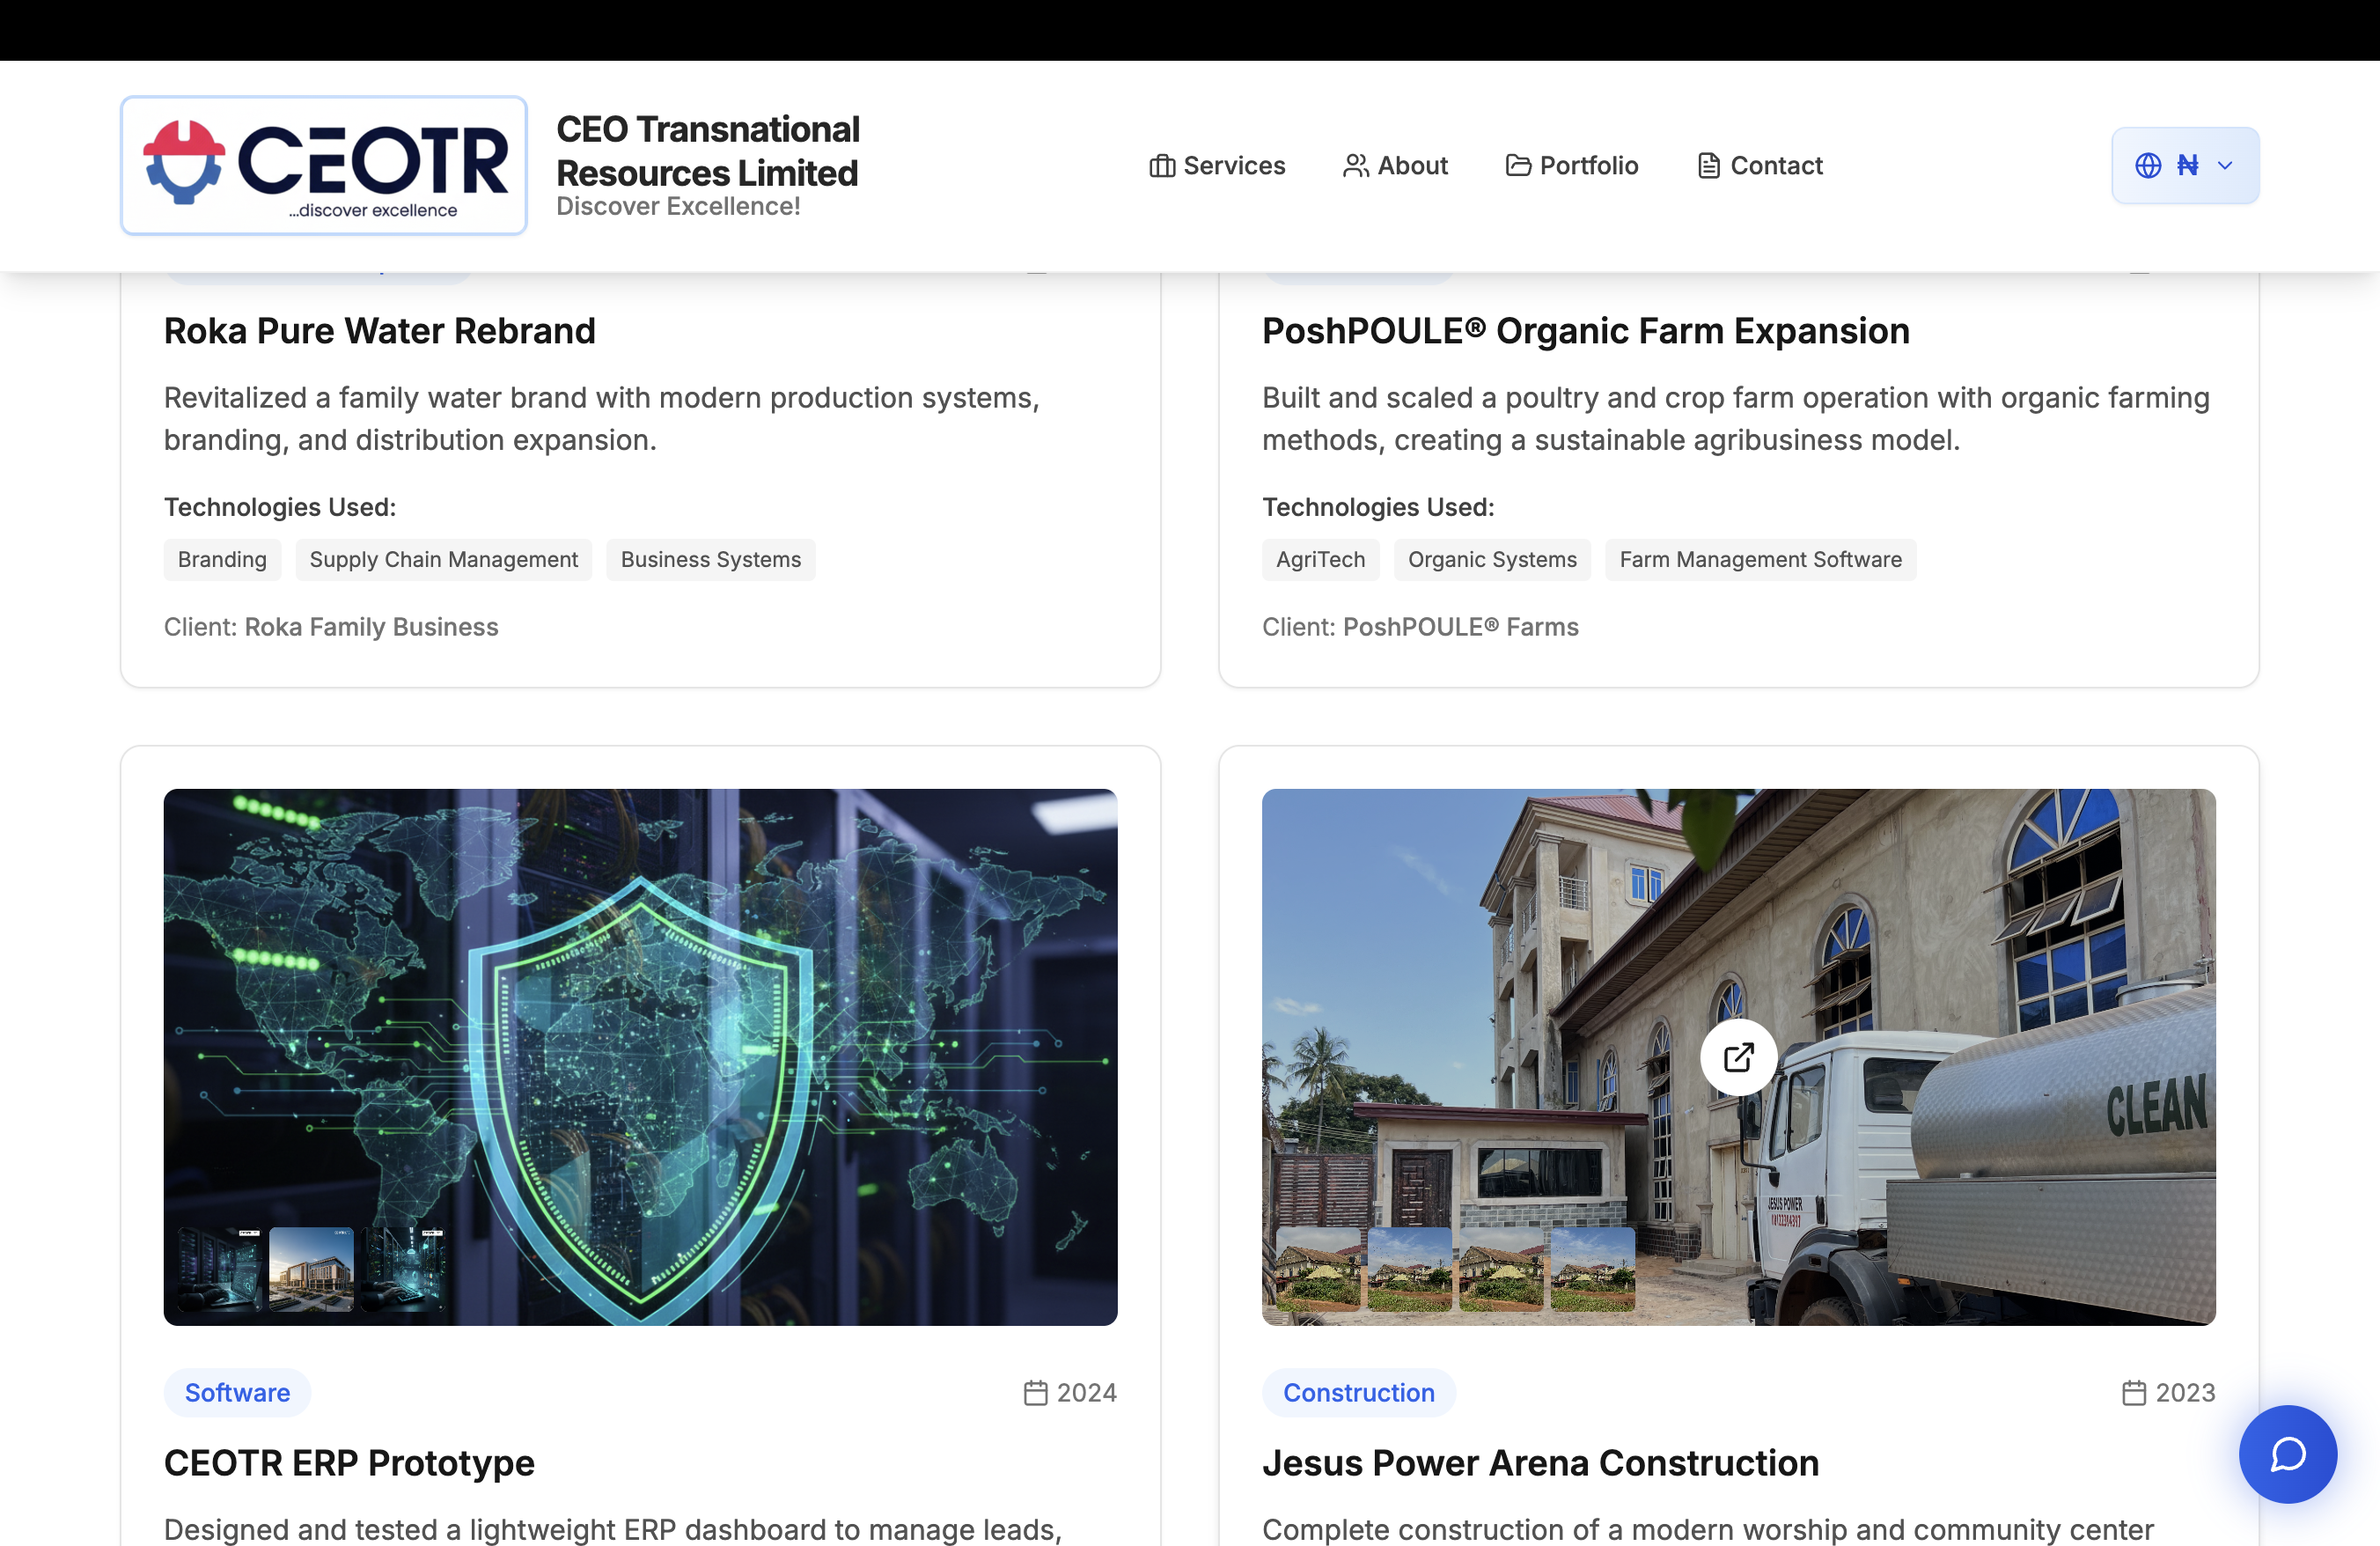 CEOTR
...discover excellence
CEO Transnational
Resources Limited
Discover Excellence!
Services
About
Portfolio
Contact
₦
Roka Pure Water Rebrand
Revitalized a family water brand with modern production systems,
branding, and distribution expansion.
Technologies Used:
Branding
Supply Chain Management
Business Systems
Client: Roka Family Business
PoshPOULE® Organic Farm Expansion
Built and scaled a poultry and crop farm operation with organic farming
methods, creating a sustainable agribusiness model.
Technologies Used:
AgriTech
Organic Systems
Farm Management Software
Client: PoshPOULE® Farms
Software
2024
CEOTR ERP Prototype
Designed and tested a lightweight ERP dashboard to manage leads,
CLEAN
JESUS POWER
Construction
2023
Jesus Power Arena Construction
Complete construction of a modern worship and community center